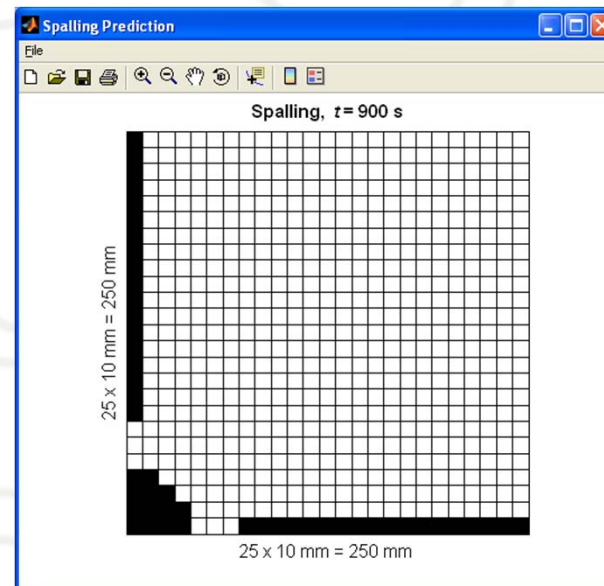 Spalling Prediction
File
Spalling, t = 900 s
25 x 10 mm = 250 mm
25 x 10 mm = 250 mm